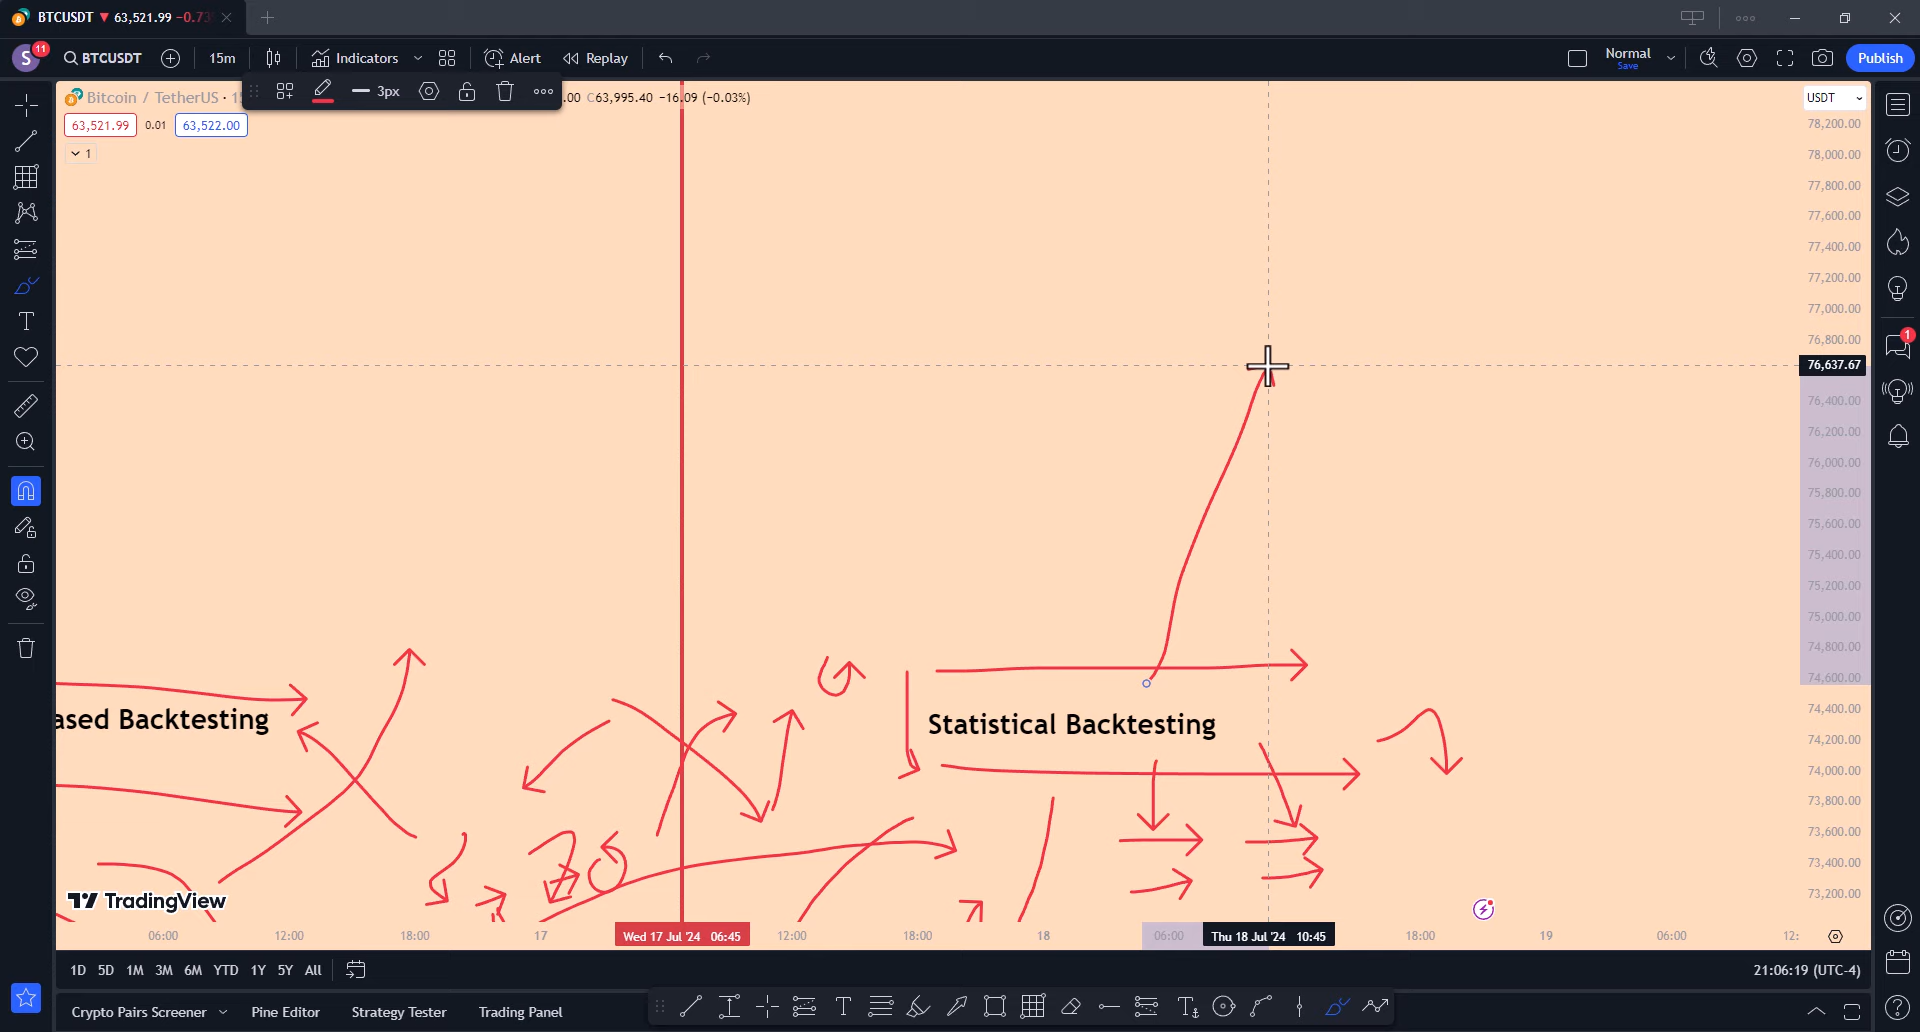 BTCUSDT ▼ 63,521.99 −0.73
S 11 BTCUSDT 15m Indicators Alert Replay Normal Save Publish
3px
Bitcoin / TetherUS · 1 .00 C63,995.40 −16.09 (−0.03%) USDT
63,521.99 0.01 63,522.00
1
78,200.00
78,000.00
77,800.00
77,600.00
77,400.00
77,200.00
77,000.00
76,800.00
76,637.67
76,400.00
76,200.00
76,000.00
75,800.00
75,600.00
75,400.00
75,200.00
75,000.00
74,800.00
74,600.00
74,400.00
74,200.00
74,000.00
73,800.00
73,600.00
73,400.00
73,200.00
1
ased Backtesting
Statistical Backtesting
TradingView
06:00 12:00 18:00 17 Wed 17 Jul '24 06:45 12:00 18:00 18 06:00 Thu 18 Jul '24 10:45 18:00 19 06:00 12:
1D 5D 1M 3M 6M YTD 1Y 5Y All 21:06:19 (UTC-4)
Crypto Pairs Screener Pine Editor Strategy Tester Trading Panel